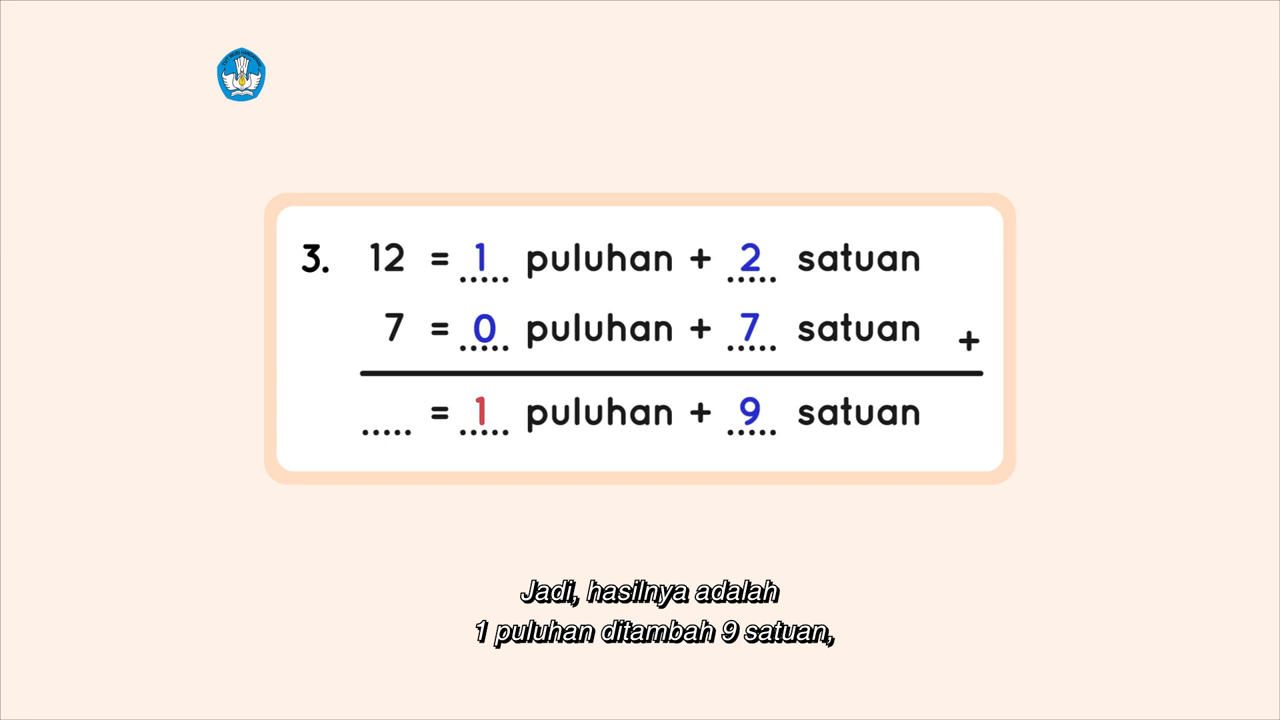 3. 12 = 1 puluhan + 2 satuan
7 = 0 puluhan + 7 satuan +
..... = 1 puluhan + 9 satuan
Jadi, hasilnya adalah
1 puluhan ditambah 9 satuan,